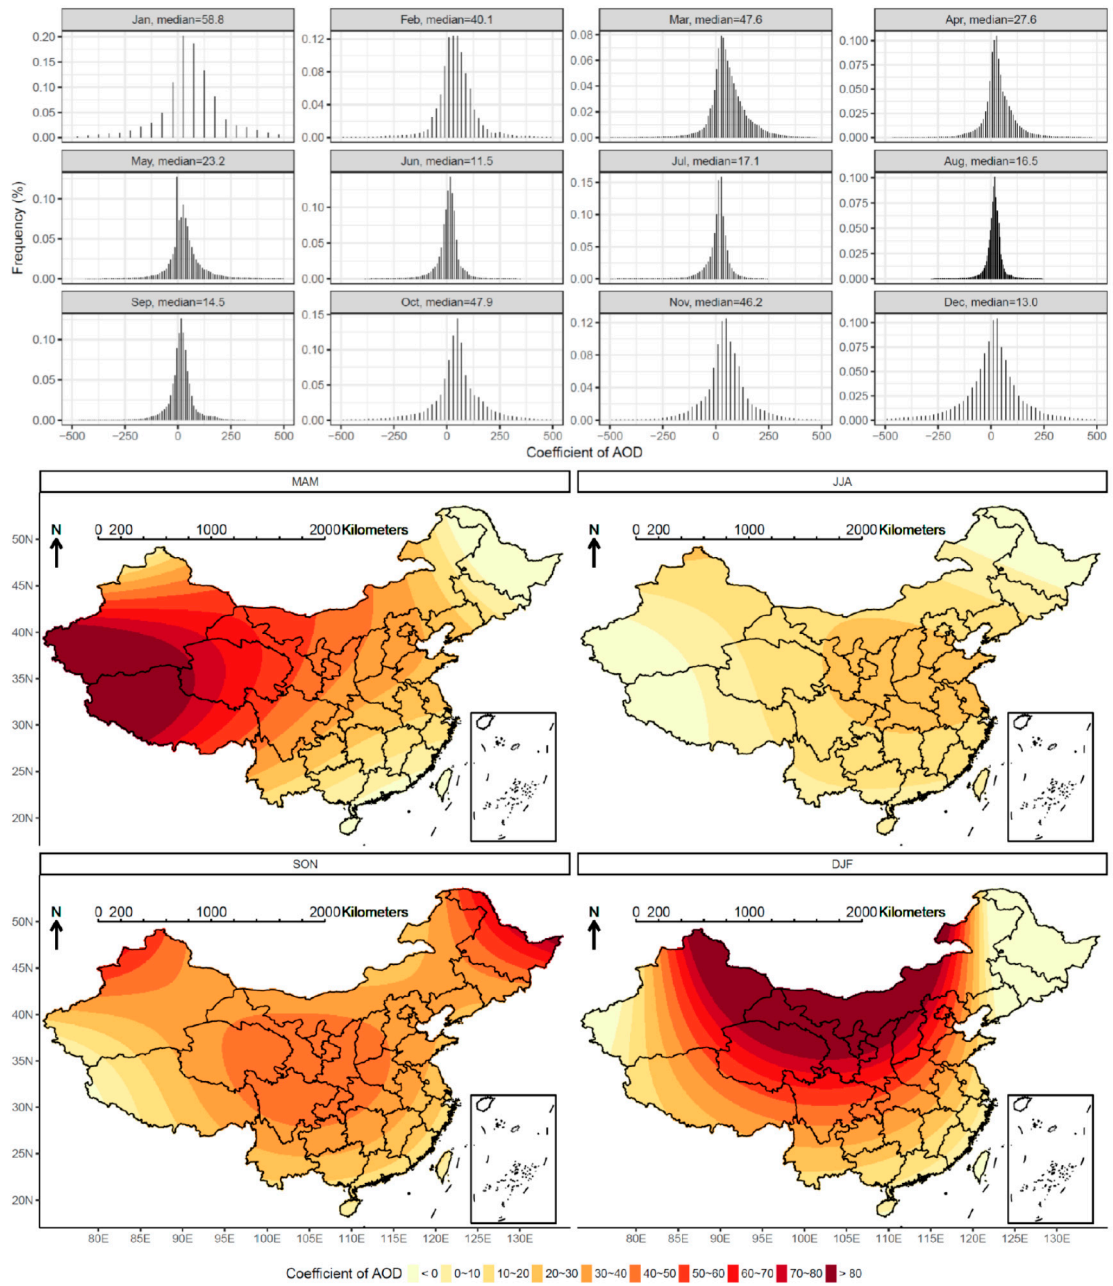 Jan, median=58.8
Feb, median=40.1
Mar, median=47.6
Apr, median=27.6
0.20
0.15
0.10
0.05
0.00
0.12
0.08
0.04
0.00
0.08
0.06
0.04
0.02
0.00
0.100
0.075
0.050
0.025
0.000
May, median=23.2
Jun, median=11.5
Jul, median=17.1
Aug, median=16.5
0.10
0.05
0.00
0.15
0.10
0.05
0.00
0.15
0.10
0.05
0.00
0.100
0.075
0.050
0.025
0.000
Frequency (%)
Sep, median=14.5
Oct, median=47.9
Nov, median=46.2
Dec, median=13.0
0.10
0.05
0.00
0.15
0.10
0.05
0.00
0.12
0.08
0.04
0.00
0.100
0.075
0.050
0.025
0.000
−500 −250 0 250 500
−500 −250 0 250 500
−500 −250 0 250 500
−500 −250 0 250 500
Coefficient of AOD
MAM
JJA
N
0 200 1000 2000 Kilometers
N
0 200 1000 2000 Kilometers
50N
45N
40N
35N
30N
25N
20N
SON
DJF
N
0 200 1000 2000 Kilometers
N
0 200 1000 2000 Kilometers
50N
45N
40N
35N
30N
25N
20N
80E 85E 90E 95E 100E 105E 110E 115E 120E 125E 130E
80E 85E 90E 95E 100E 105E 110E 115E 120E 125E 130E
Coefficient of AOD < 0 0~10 10~20 20~30 30~40 40~50 50~60 60~70 70~80 > 80